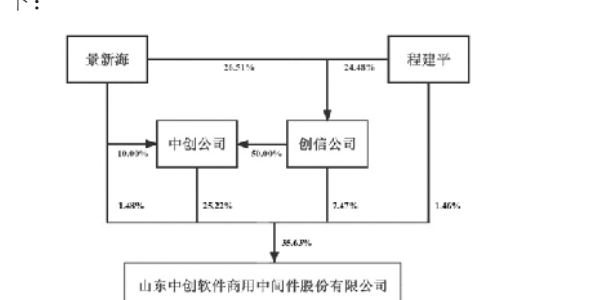 下：
景新海
程建平
26.51%
24.48%
中创公司
创信公司
10.00%
50.00%
1.48%
25.22%
7.47%
1.46%
35.63%
山东中创软件商用中间件股份有限公司